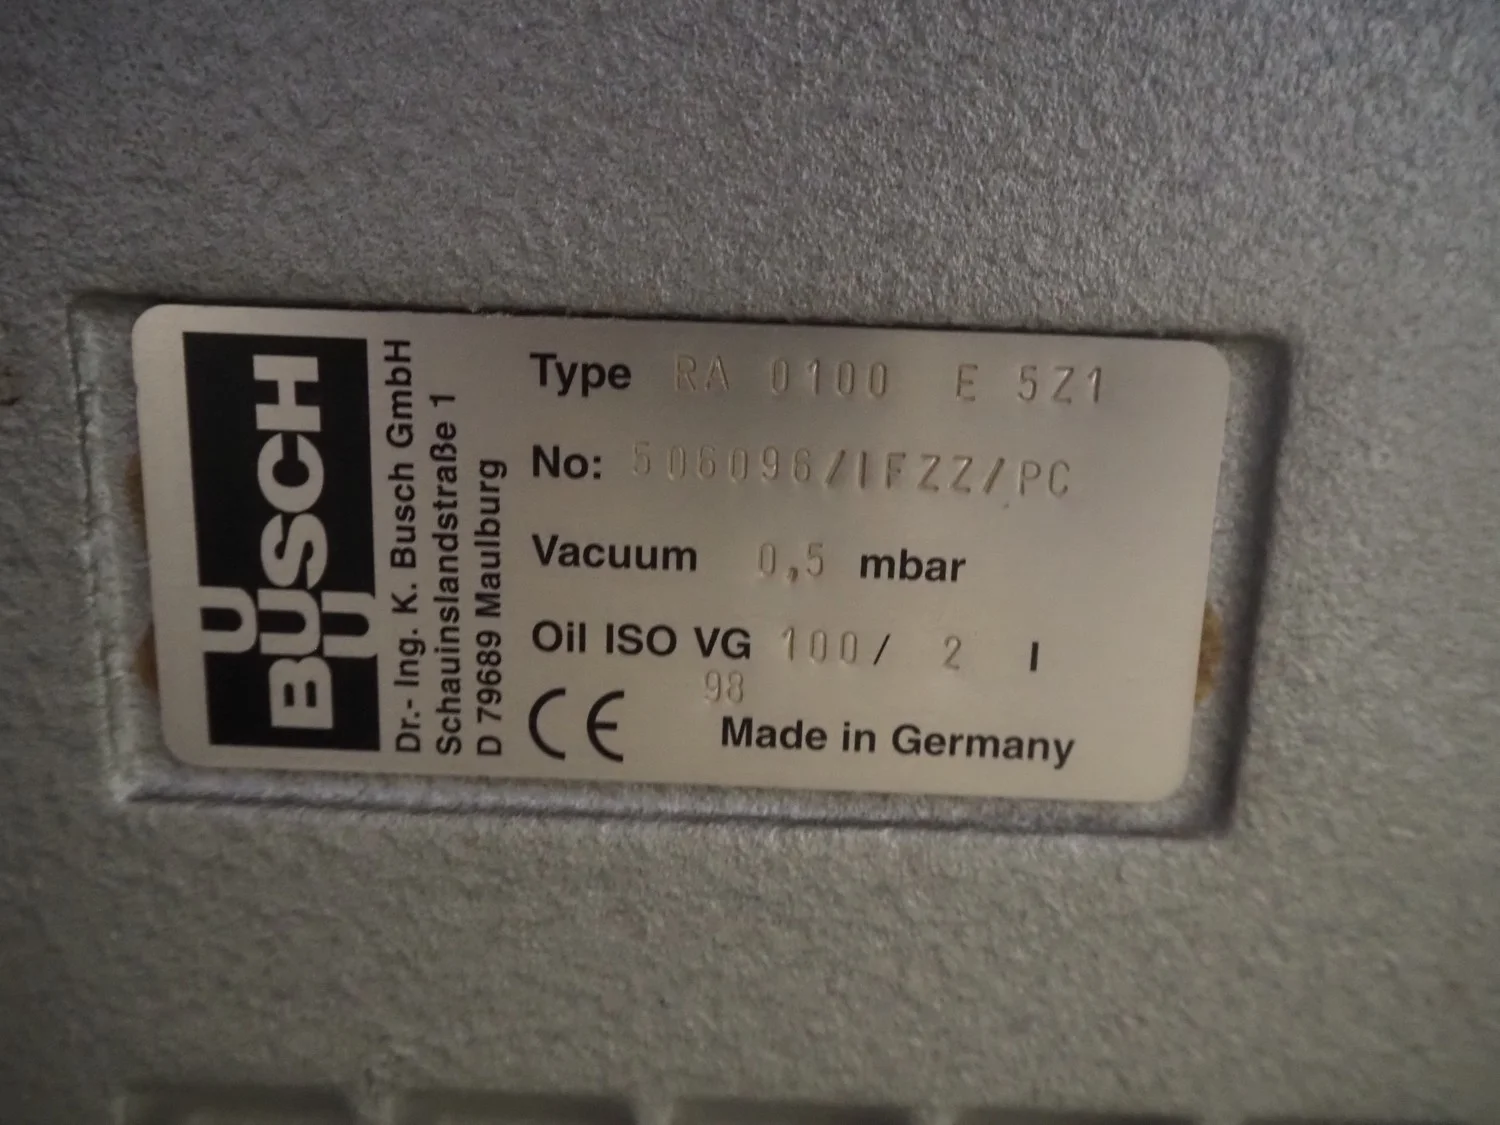 BUSCH
Dr.- Ing. K. Busch GmbH
Schauinslandstraße 1
D 79689 Maulburg
Type RA 0100 E 5Z1
No: 506096/IFZZ/PC
Vacuum 0,5 mbar
Oil ISO VG 100/ 2 l
98
CE Made in Germany